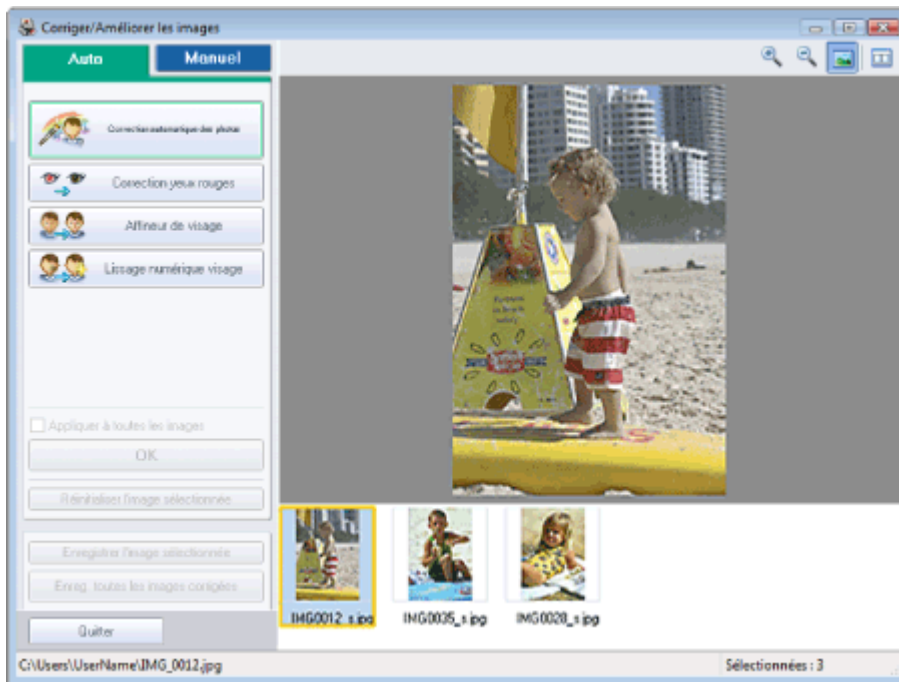 Corriger/Améliorer les images
Auto
Manuel
Correction automatique des photos
Correction yeux rouges
Affineur de visage
Lissage numérique visage
Appliquer à toutes les images
OK
Réinitialiser l'image sélectionnée
Enregistrer l'image sélectionnée
Enreg. toutes les images corrigées
Quitter
IMG0012_s.jpg
IMG0035_s.jpg
IMG0028_s.jpg
C:\Users\UserName\IMG_0012.jpg
Sélectionnées : 3